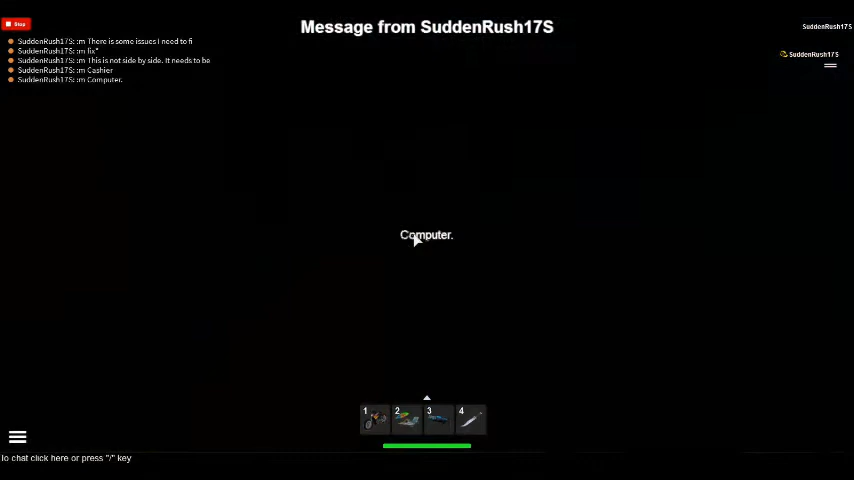 Stop
Message from SuddenRush17S
SuddenRush17S
SuddenRush17S
SuddenRush17S: :m There is some issues I need to fi
SuddenRush17S: :m fix"
SuddenRush17S: :m This is not side by side. It needs to be
SuddenRush17S: :m Cashier
SuddenRush17S: :m Computer.
Computer.
1 2 3 4
To chat click here or press "/" key